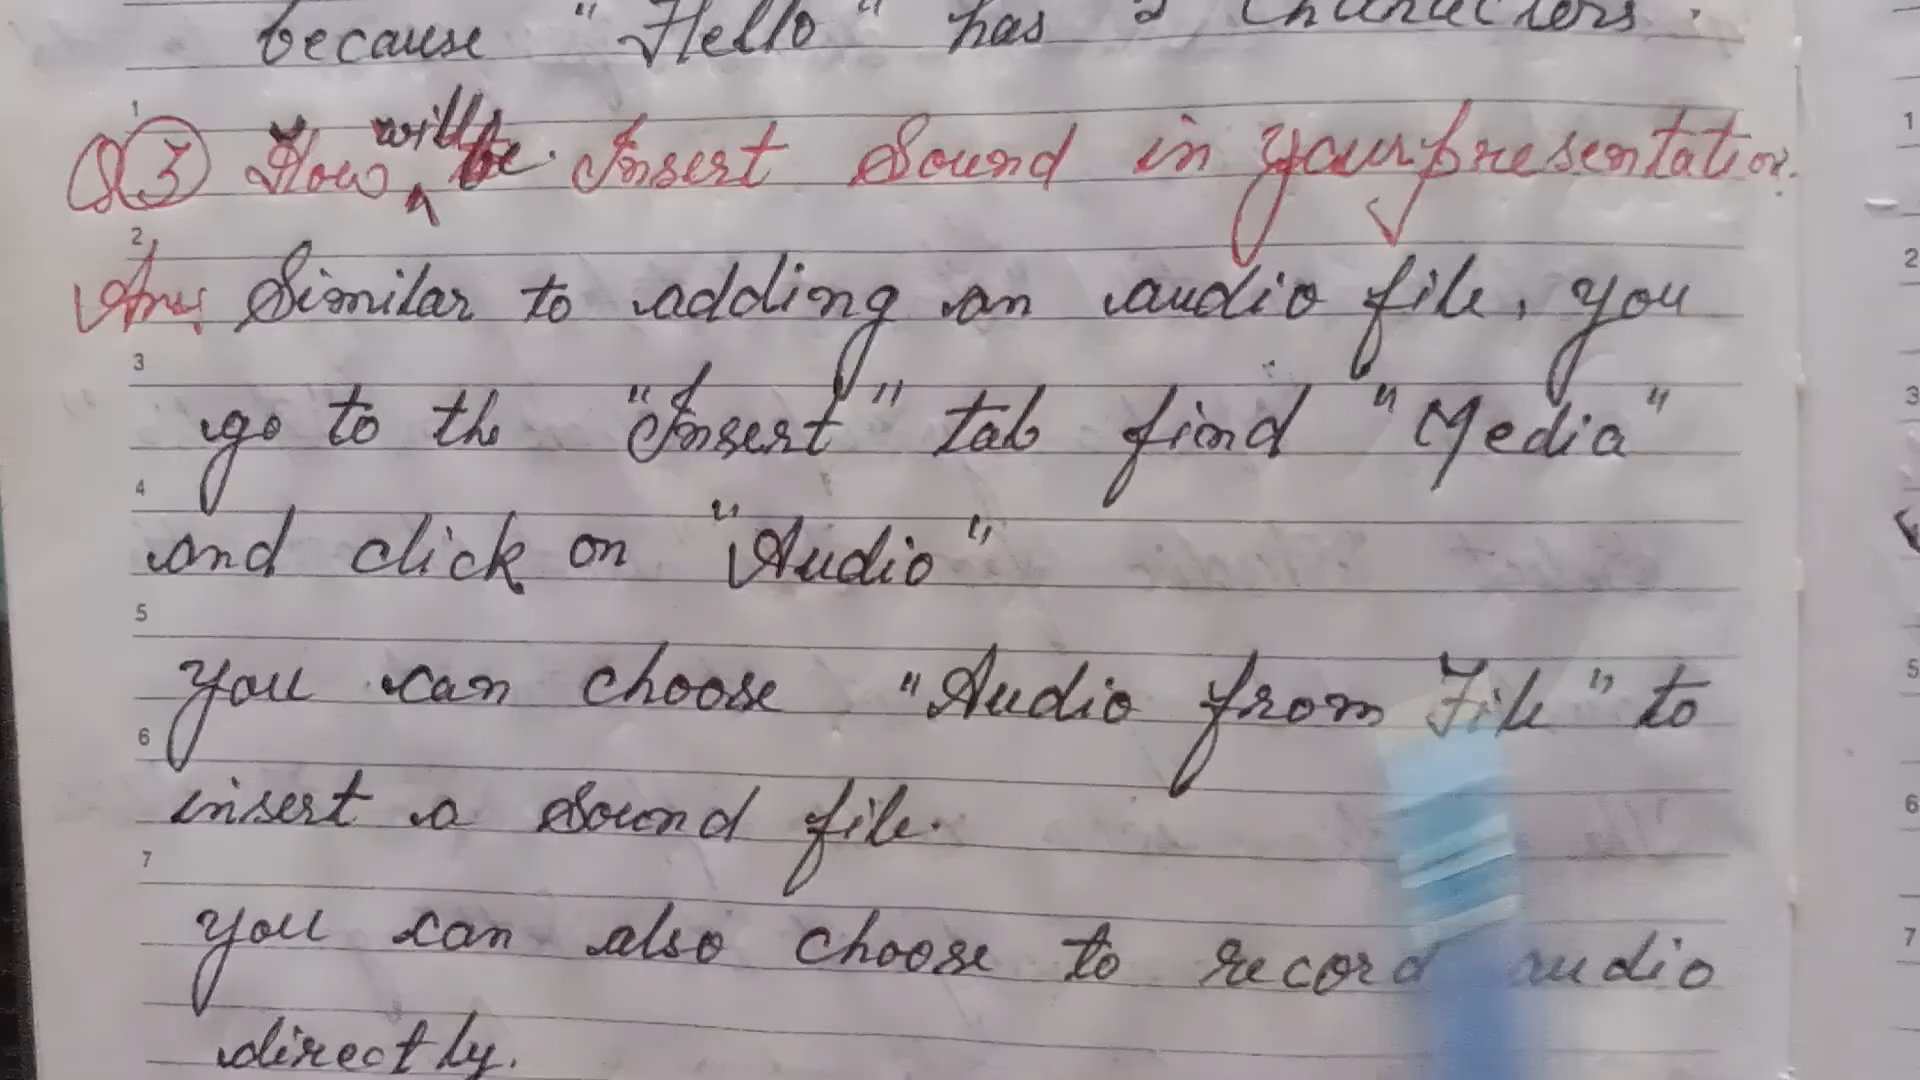 because "Hello" has 5 characters.
Q3 How will Insert Sound in your presentation.
Ans: Similar to adding an audio file, you
go to the "Insert" tab find "Media"
and click on "Audio"
you can choose "Audio from File" to
insert a sound file.
you can also choose to record audio
directly.